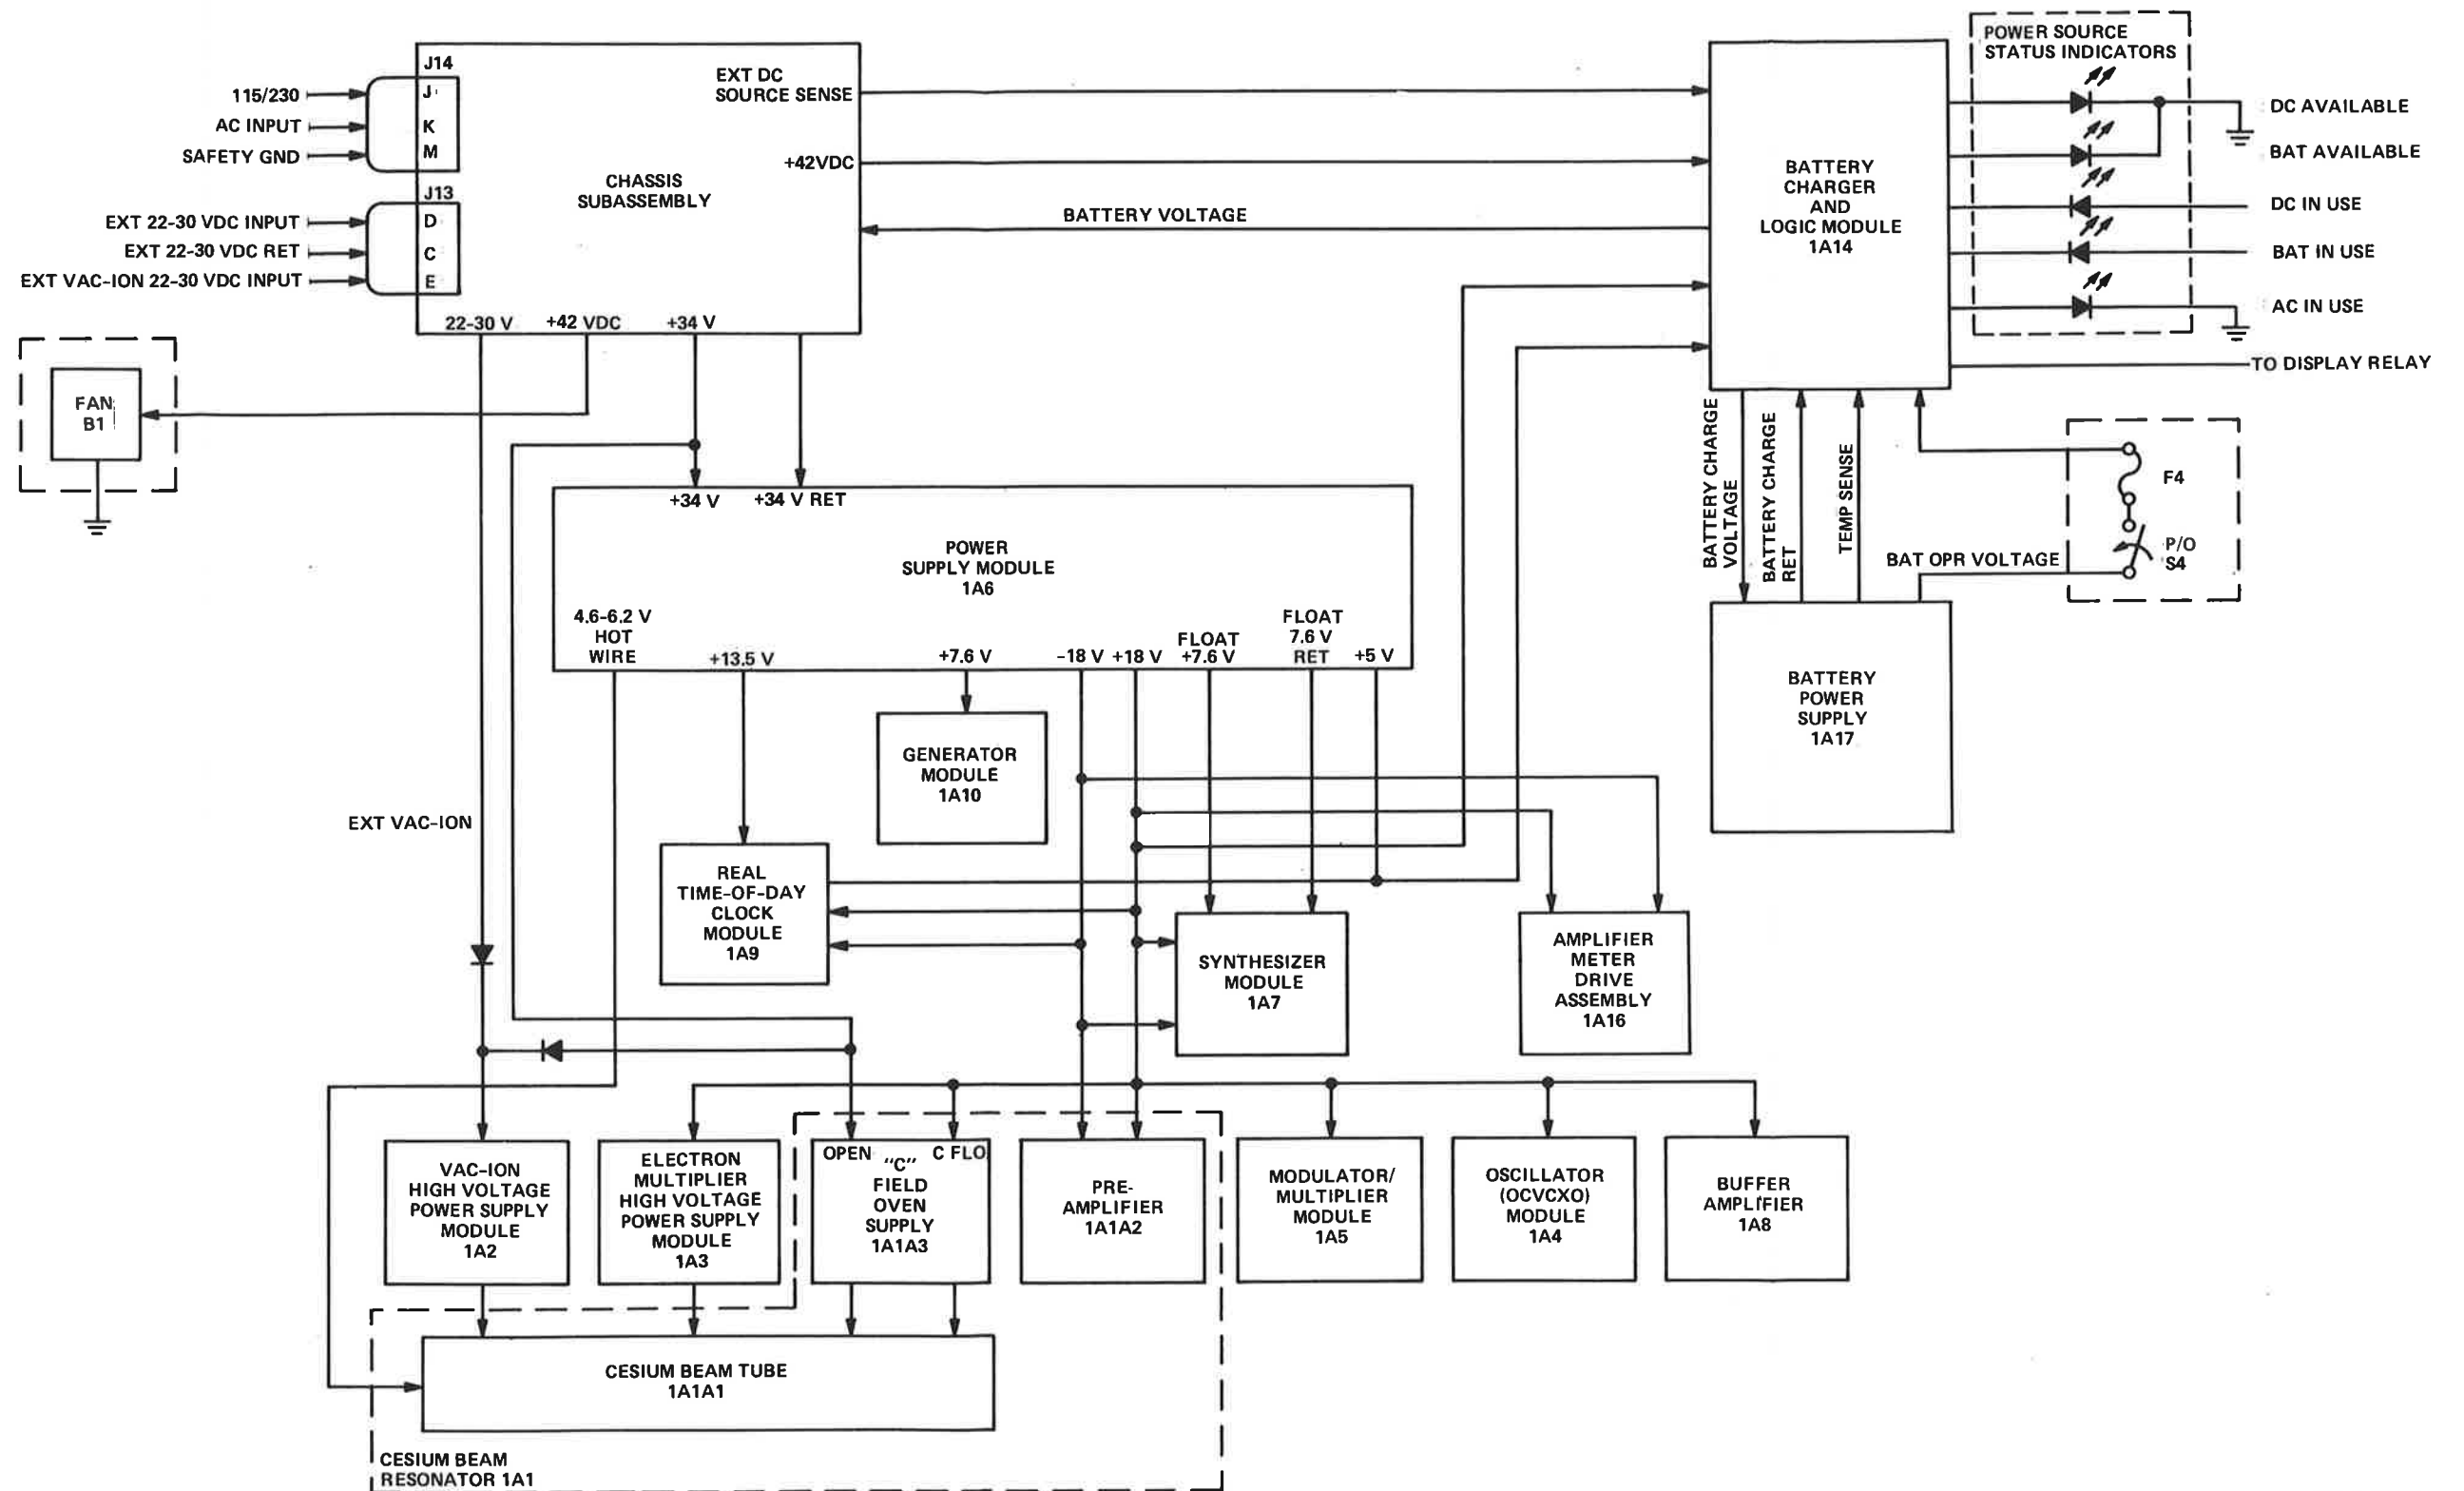 J14
115/230
AC INPUT
SAFETY GND
J
K
M
J13
EXT 22-30 VDC INPUT
EXT 22-30 VDC RET
EXT VAC-ION 22-30 VDC INPUT
D
C
E
EXT DC
SOURCE SENSE
+42VDC
CHASSIS
SUBASSEMBLY
22-30 V
+42 VDC
+34 V
BATTERY VOLTAGE
BATTERY
CHARGER
AND
LOGIC MODULE
1A14
POWER SOURCE
STATUS INDICATORS
DC AVAILABLE
BAT AVAILABLE
DC IN USE
BAT IN USE
AC IN USE
TO DISPLAY RELAY
FAN
B1
BATTERY CHARGE
VOLTAGE
BATTERY CHARGE
RET
TEMP SENSE
BAT OPR VOLTAGE
F4
P/O
S4
BATTERY
POWER
SUPPLY
1A17
+34 V
+34 V RET
POWER
SUPPLY MODULE
1A6
4.6-6.2 V
HOT
WIRE
+13.5 V
+7.6 V
-18 V
+18 V
FLOAT
+7.6 V
FLOAT
7.6 V
RET
+5 V
GENERATOR
MODULE
1A10
EXT VAC-ION
REAL
TIME-OF-DAY
CLOCK
MODULE
1A9
SYNTHESIZER
MODULE
1A7
AMPLIFIER
METER
DRIVE
ASSEMBLY
1A16
VAC-ION
HIGH VOLTAGE
POWER SUPPLY
MODULE
1A2
ELECTRON
MULTIPLIER
HIGH VOLTAGE
POWER SUPPLY
MODULE
1A3
OPEN
C FLO
"C"
FIELD
OVEN
SUPPLY
1A1A3
PRE-
AMPLIFIER
1A1A2
MODULATOR/
MULTIPLIER
MODULE
1A5
OSCILLATOR
(OCVCXO)
MODULE
1A4
BUFFER
AMPLIFIER
1A8
CESIUM BEAM TUBE
1A1A1
CESIUM BEAM
RESONATOR 1A1